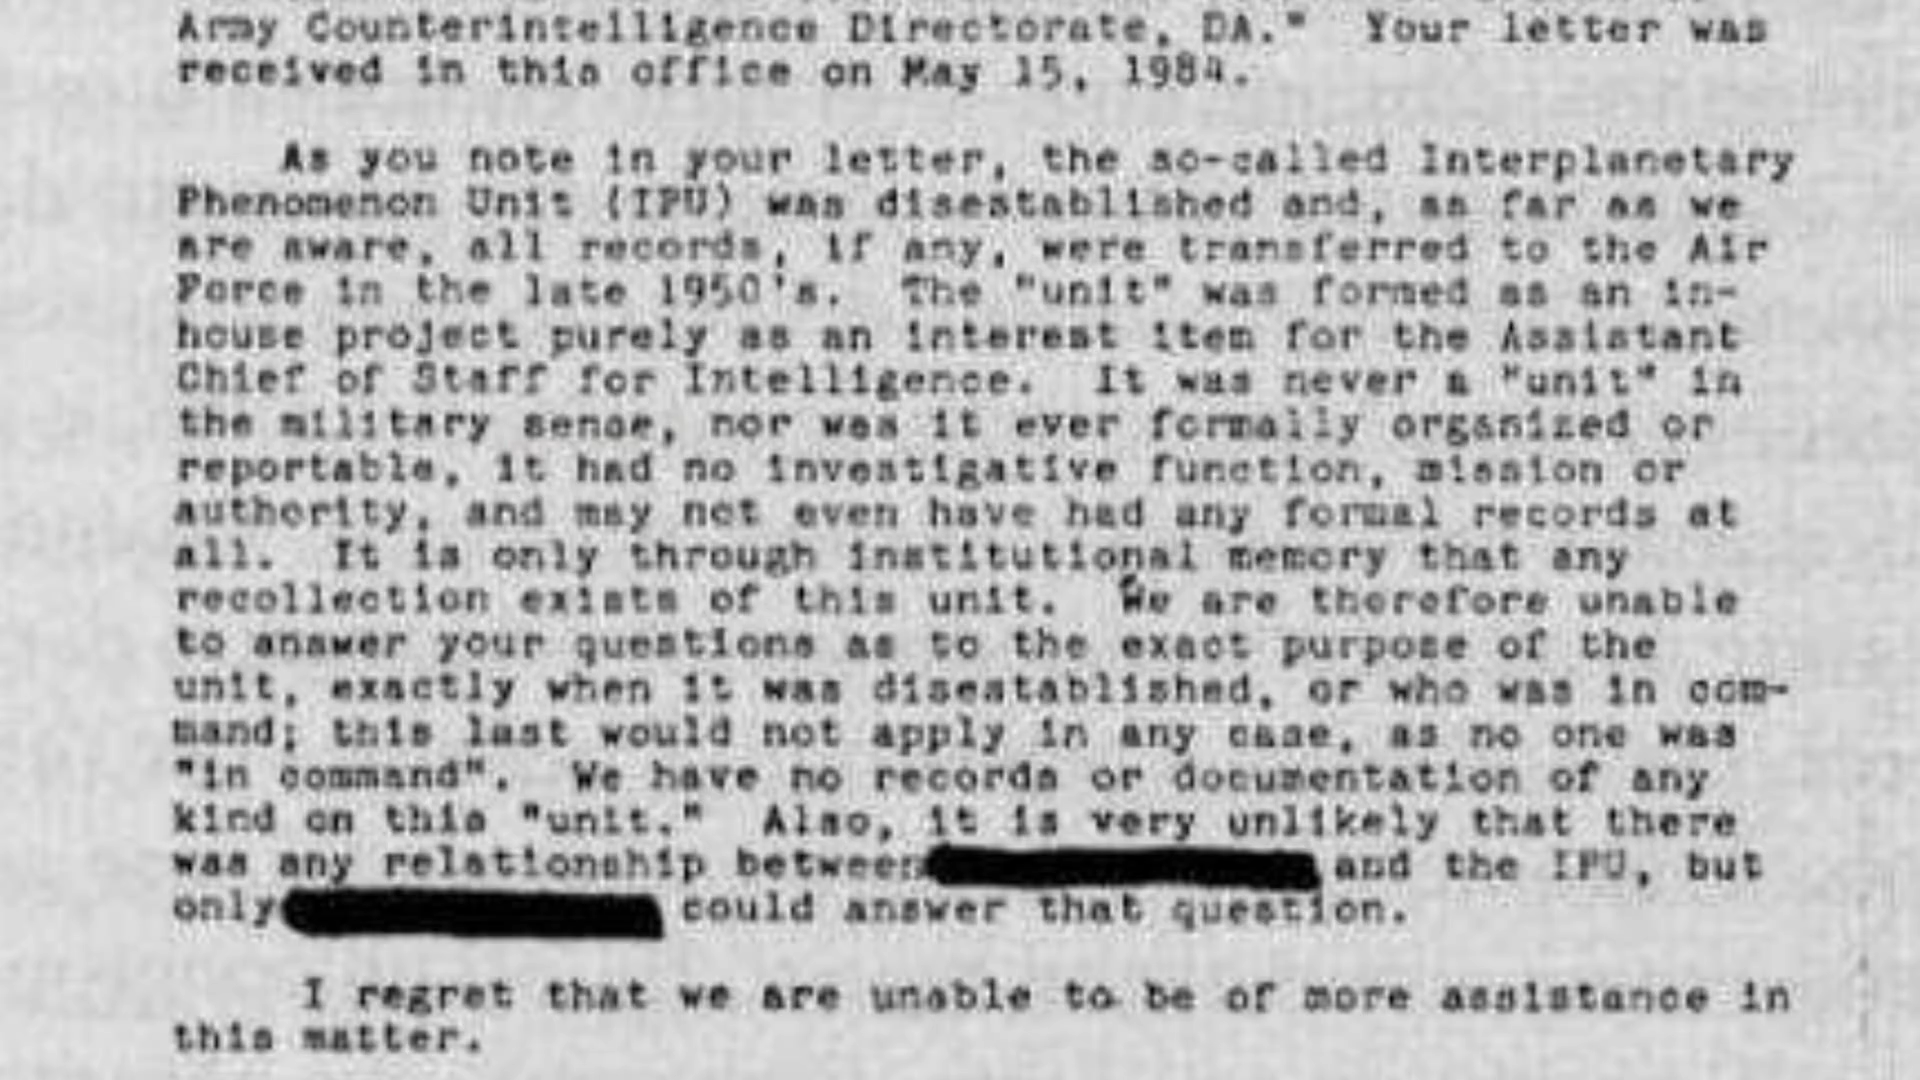 Army Counterintelligence Directorate, DA." Your letter was
received in this office on May 15, 1984.
As you note in your letter, the so-called Interplanetary
Phenomenon Unit (IPU) was disestablished and, as far as we
are aware, all records, if any, were transferred to the Air
Force in the late 1950's. The "unit" was formed as an in-
house project purely as an interest item for the Assistant
Chief of Staff for Intelligence. It was never a "unit" in
the military sense, nor was it ever formally organized or
reportable, it had no investigative function, mission or
authority, and may not even have had any formal records at
all. It is only through institutional memory that any
recollection exists of this unit. We are therefore unable
to answer your questions as to the exact purpose of the
unit, exactly when it was disestablished, or who was in com-
mand; this last would not apply in any case, as no one was
"in command". We have no records or documentation of any
kind on this "unit." Also, it is very unlikely that there
was any relationship between and the IPU, but
only could answer that question.
I regret that we are unable to be of more assistance in
this matter.